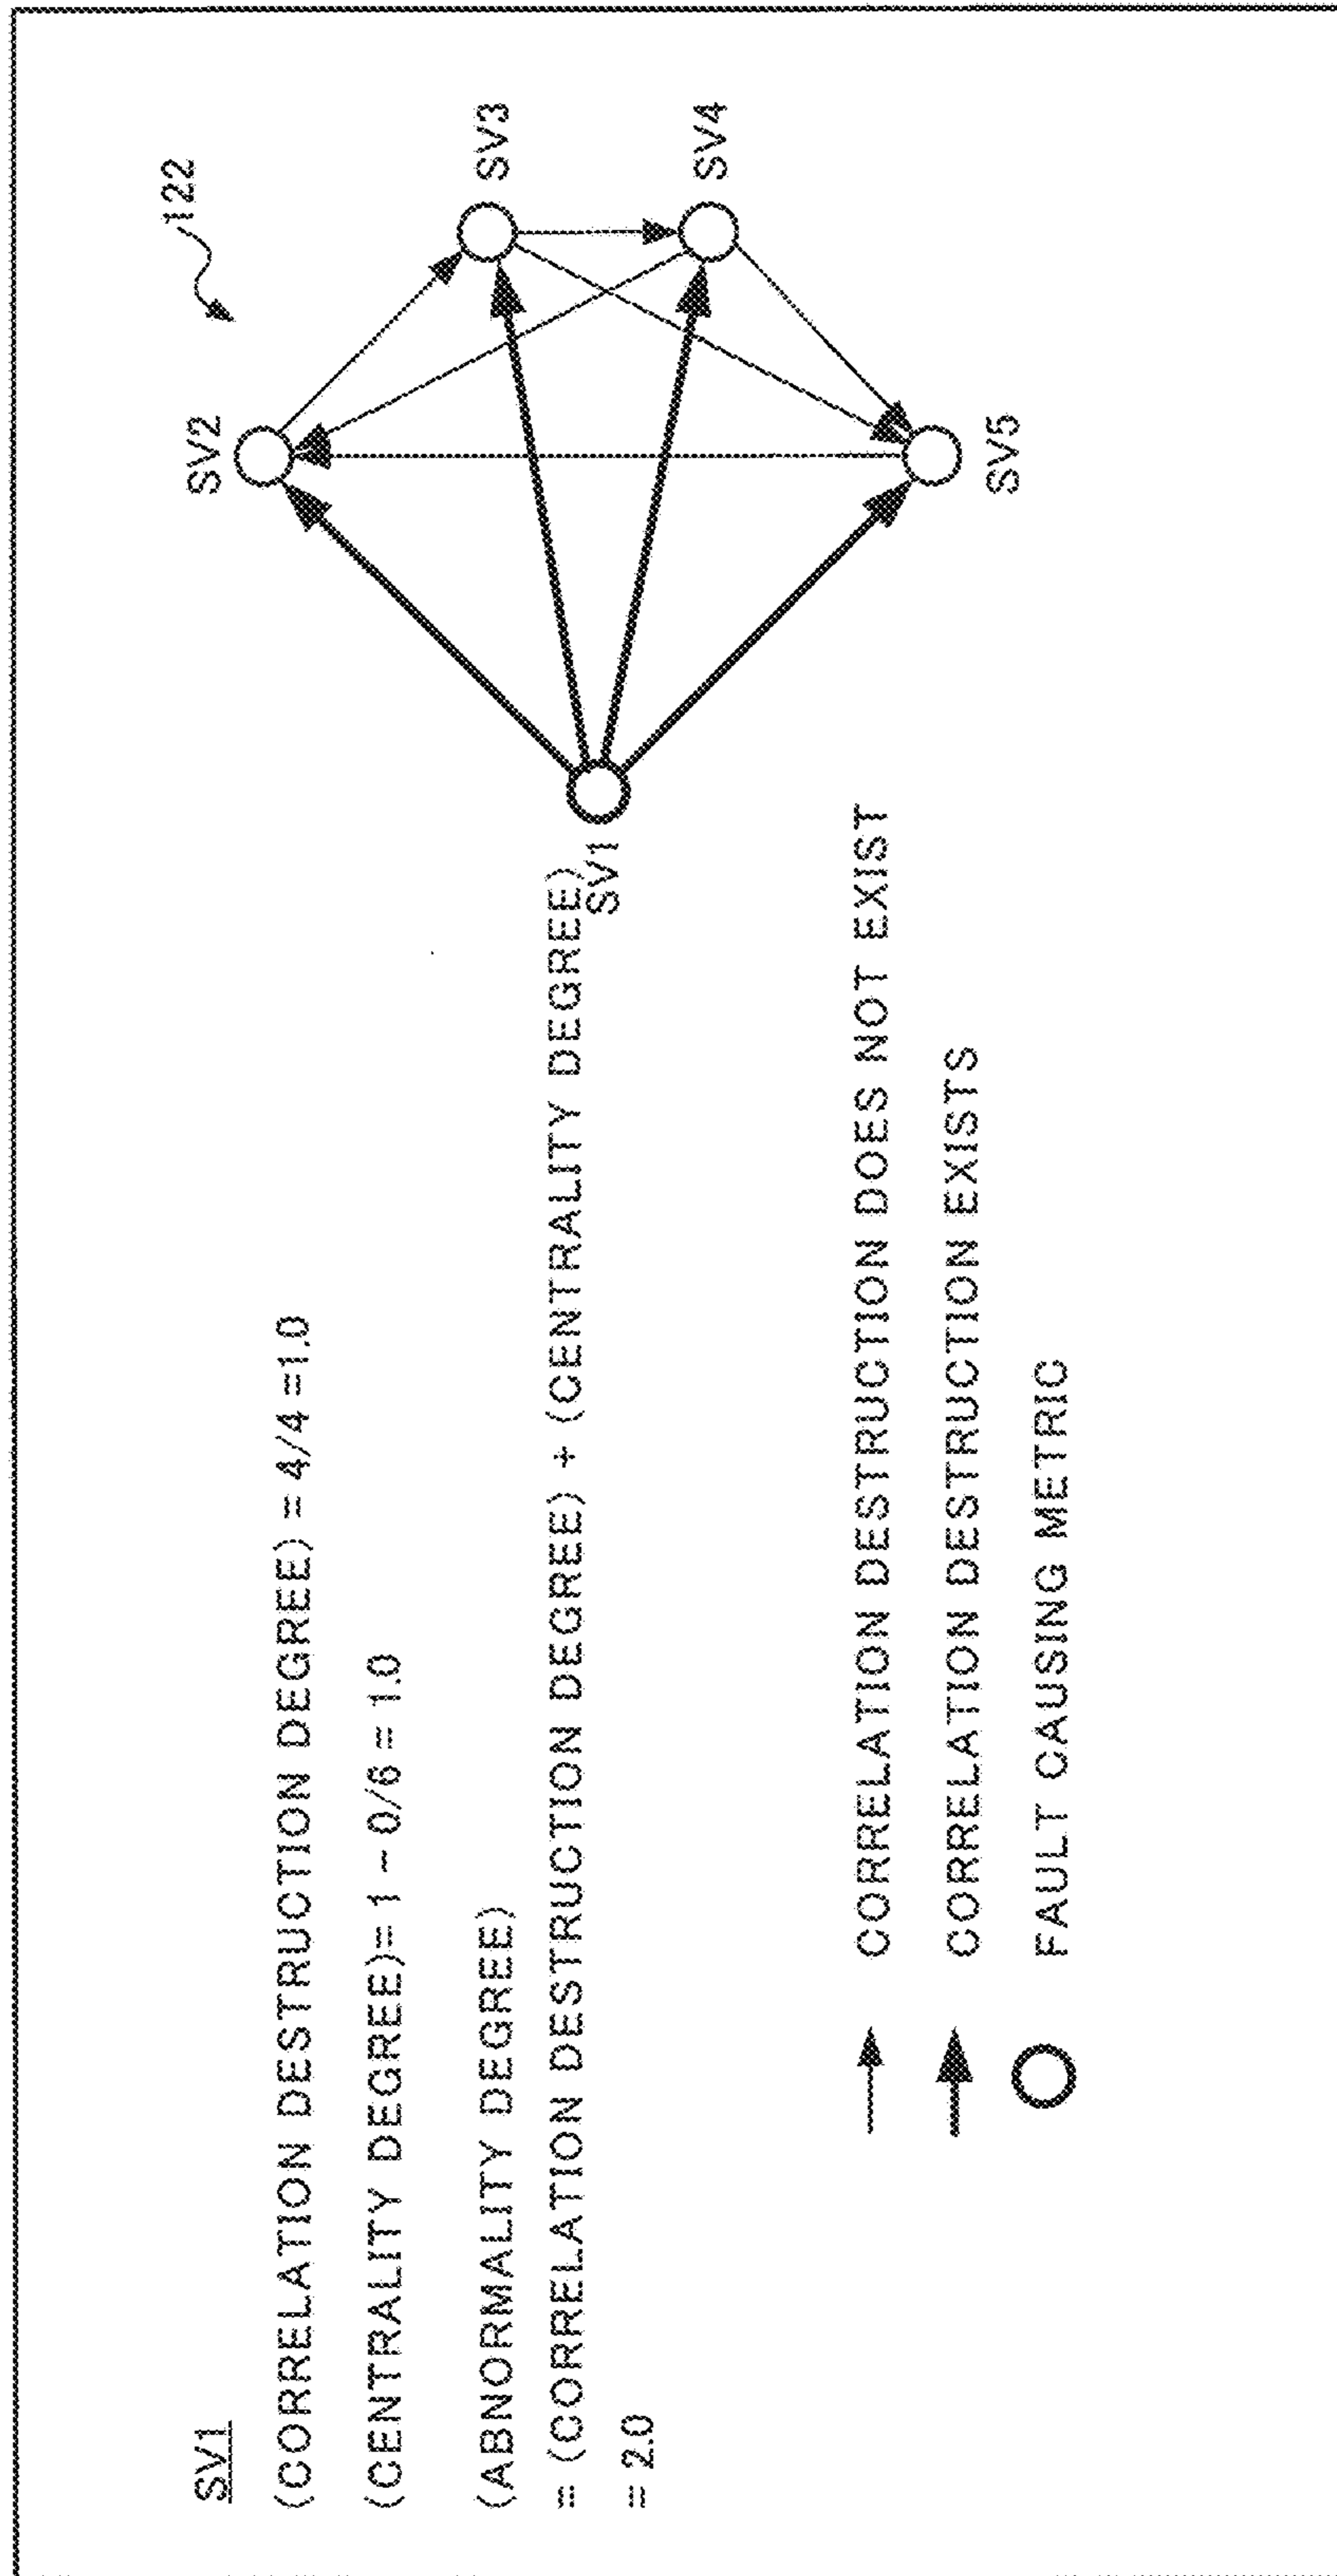 SV1
(CORRELATION DESTRUCTION DEGREE) = 4/4 =1.0
(CENTRALITY DEGREE)= 1 - 0/6 = 1.0
(ABNORMALITY DEGREE)
= (CORRELATION DESTRUCTION DEGREE) + (CENTRALITY DEGREE)
= 2.0
122
SV2
SV3
SV4
SV1
SV5
CORRELATION DESTRUCTION DOES NOT EXIST
CORRELATION DESTRUCTION EXISTS
FAULT CAUSING METRIC